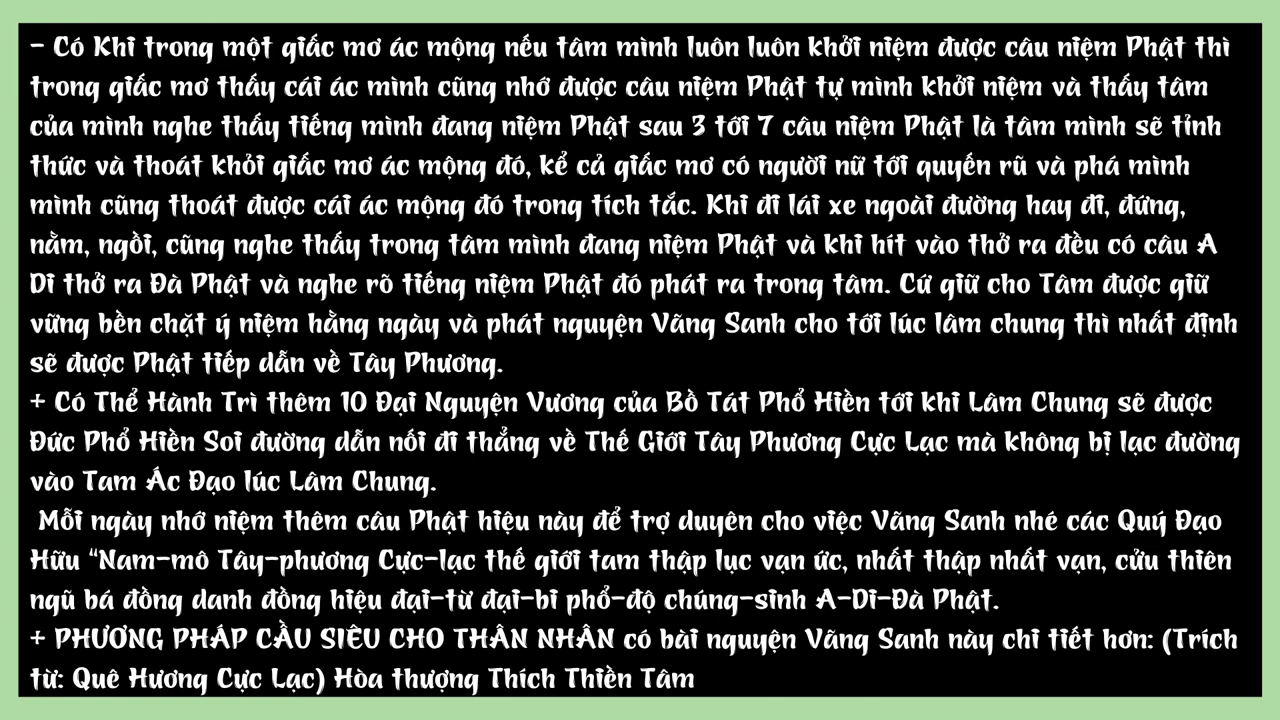 - Có Khi trong một giấc mơ ác mộng nếu tâm mình luôn luôn khởi niệm được câu niệm Phật thì
trong giấc mơ thấy cái ác mình cũng nhớ được câu niệm Phật tự mình khởi niệm và thấy tâm
của mình nghe thấy tiếng mình đang niệm Phật sau 3 tới 7 câu niệm Phật là tâm mình sẽ tỉnh
thức và thoát khỏi giấc mơ ác mộng đó, kể cả giấc mơ có người nữ tới quyến rũ và phá mình
mình cũng thoát được cái ác mộng đó trong tích tắc. Khi đi lái xe ngoài đường hay đi, đứng,
nằm, ngồi, cũng nghe thấy trong tâm mình đang niệm Phật và khi hít vào thở ra đều có câu A
Di thở ra Đà Phật và nghe rõ tiếng niệm Phật đó phát ra trong tâm. Cứ giữ cho Tâm được giữ
vững bền chặt ý niệm hằng ngày và phát nguyện Vãng Sanh cho tới lúc lâm chung thì nhất định
sẽ được Phật tiếp dẫn về Tây Phương.
+ Có Thể Hành Trì thêm 10 Đại Nguyện Vương của Bồ Tát Phổ Hiền tới khi Lâm Chung sẽ được
Đức Phổ Hiền Soi đường dẫn nối đi thẳng về Thế Giới Tây Phương Cực Lạc mà không bị lạc đường
vào Tam Ác Đạo lúc Lâm Chung.
Mỗi ngày nhớ niệm thêm câu Phật hiệu này để trợ duyên cho việc Vãng Sanh nhé các Quý Đạo
Hữu “Nam-mô Tây-phương Cực-lạc thế giới tam thập lục vạn ức, nhất thập nhất vạn, cửu thiên
ngũ bá đồng danh đồng hiệu đại-từ đại-bi phổ-độ chúng-sinh A-Di-Đà Phật.
+ PHƯƠNG PHÁP CẦU SIÊU CHO THÂN NHÂN có bài nguyện Vãng Sanh này chi tiết hơn: (Trích
từ: Quê Hương Cực Lạc) Hòa thượng Thích Thiền Tâm